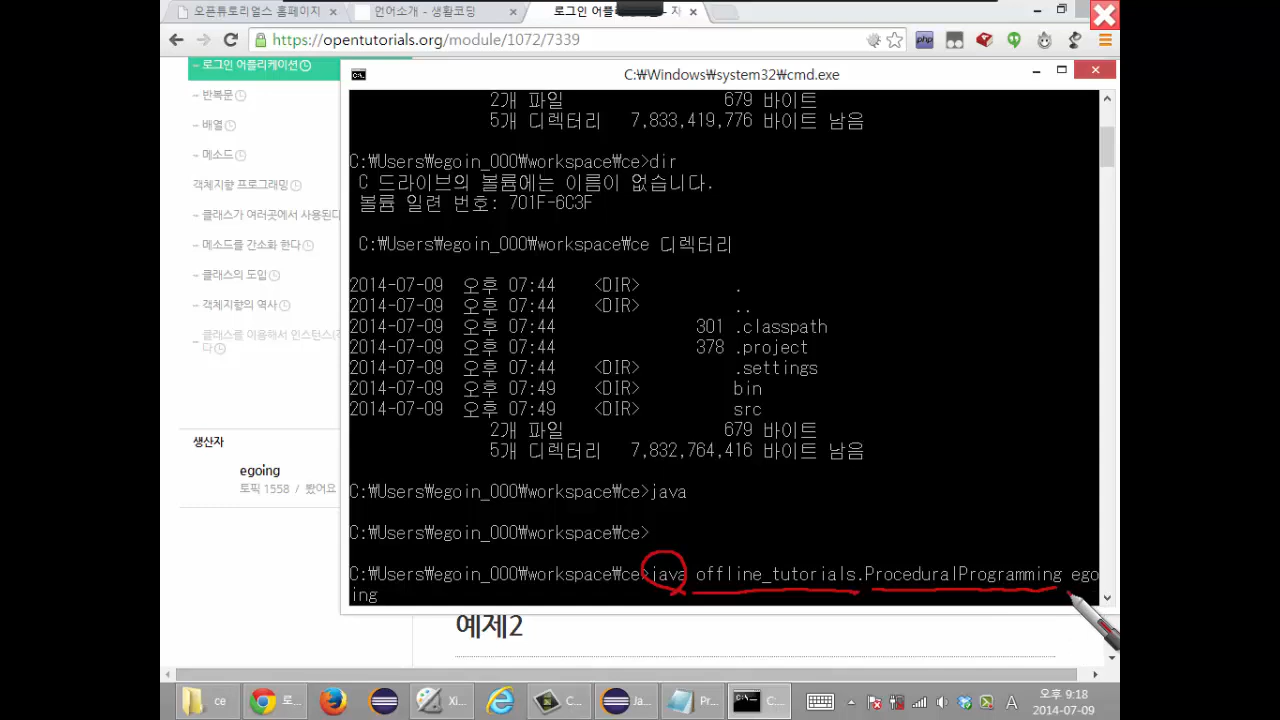 오픈튜토리얼스 홈페이지
언어소개 - 생활코딩
로그인 어플
https://opentutorials.org/module/1072/7339
php
– 로그인 어플리케이션
– 반복문
– 배열
– 메소드
객체지향 프로그래밍
– 클래스가 여러곳에서 사용된다
– 메소드를 간소화 한다
– 클래스의 도입
– 객체지향의 역사
– 클래스를 이용해서 인스턴스(
다
생산자
egoing
토픽 1558 / 봤어요
C:₩Windows₩system32₩cmd.exe
2개 파일 679 바이트
5개 디렉터리 7,833,419,776 바이트 남음
C:₩Users₩egoin_000₩workspace₩ce>dir
C 드라이브의 볼륨에는 이름이 없습니다.
볼륨 일련 번호: 701F-6C3F
C:₩Users₩egoin_000₩workspace₩ce 디렉터리
2014-07-09 오후 07:44 <DIR> .
2014-07-09 오후 07:44 <DIR> ..
2014-07-09 오후 07:44 301 .classpath
2014-07-09 오후 07:44 378 .project
2014-07-09 오후 07:44 <DIR> .settings
2014-07-09 오후 07:49 <DIR> bin
2014-07-09 오후 07:49 <DIR> src
2개 파일 679 바이트
5개 디렉터리 7,832,764,416 바이트 남음
C:₩Users₩egoin_000₩workspace₩ce>java
C:₩Users₩egoin_000₩workspace₩ce>
C:₩Users₩egoin_000₩workspace₩ce>java offline_tutorials.ProceduralProgramming ego
ing
예제2
ce
로...
Xi...
C...
Ja...
Pr...
C...
A
오후 9:18
2014-07-09